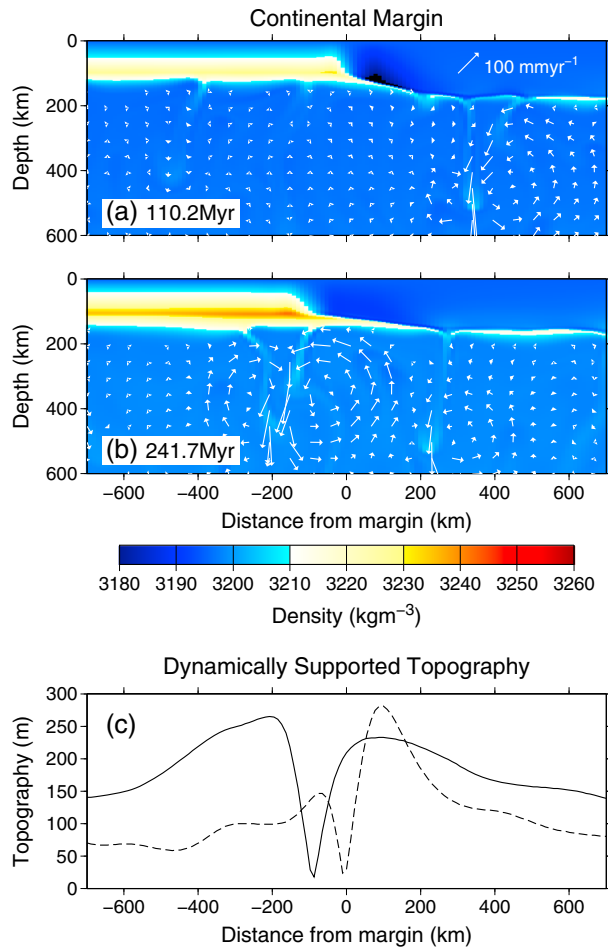 Continental Margin
0
200
400
600
Depth (km)
100 mmyr⁻¹
(a) 110.2Myr
0
200
400
600
Depth (km)
(b) 241.7Myr
−600 −400 −200 0 200 400 600
Distance from margin (km)
3180 3190 3200 3210 3220 3230 3240 3250 3260
Density (kgm⁻³)
Dynamically Supported Topography
300
250
200
150
100
50
0
Topography (m)
(c)
−600 −400 −200 0 200 400 600
Distance from margin (km)